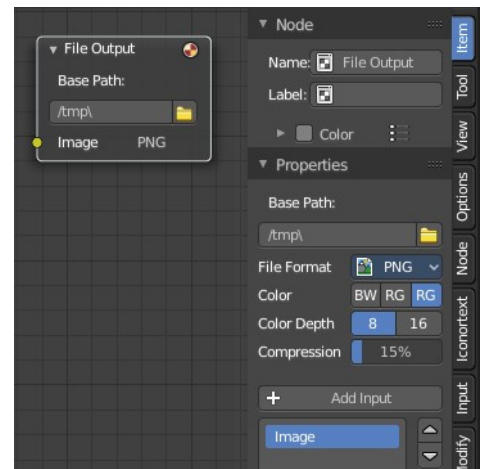 File Output
Base Path:
/tmp\
Image PNG
Node
Name: File Output
Label:
Color
Properties
Base Path:
/tmp\
File Format PNG
Color BW RG RG
Color Depth 8 16
Compression 15%
Add Input
Image
Item
Tool
View
Options
Node
Iconortext
Input